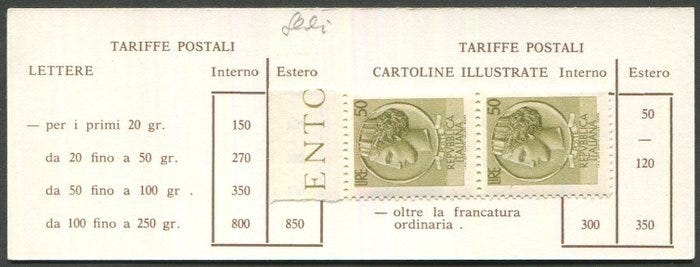 TARIFFE POSTALI
LETTERE Interno Estero
— per i primi 20 gr. 150
da 20 fino a 50 gr. 270
da 50 fino a 100 gr . 350
da 100 fino a 250 gr. 800 850
ENTO
TARIFFE POSTALI
CARTOLINE ILLUSTRATE Interno Estero
50
—
120
— oltre la francatura
ordinaria . 300 350
50
LIRE
REPVBBLICA
ITALIANA
50
LIRE
REPVBBLICA
ITALIANA